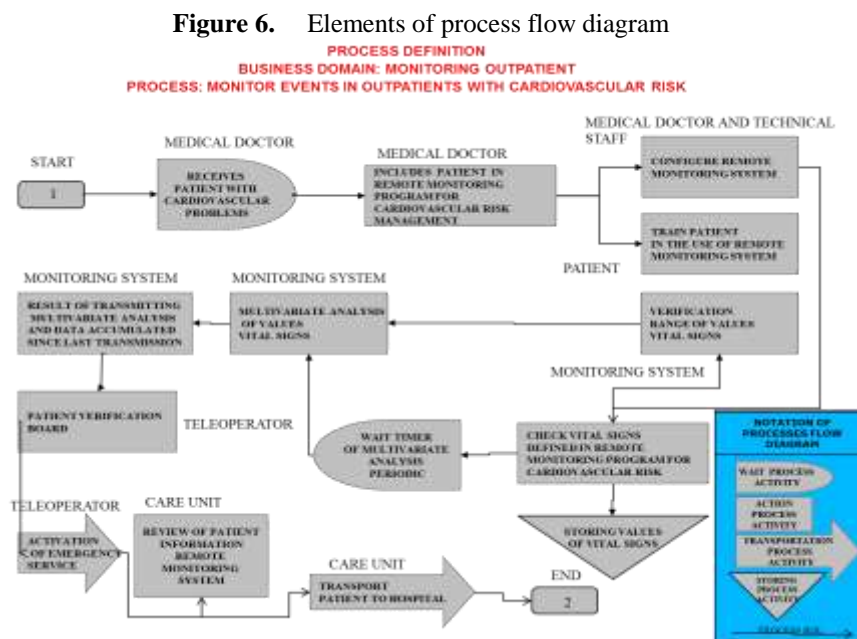 Figure 6. Elements of process flow diagram
PROCESS DEFINITION
BUSINESS DOMAIN: MONITORING OUTPATIENT
PROCESS: MONITOR EVENTS IN OUTPATIENTS WITH CARDIOVASCULAR RISK
START
1
MEDICAL DOCTOR
RECEIVES
PATIENT WITH
CARDIOVASCULAR
PROBLEMS
MEDICAL DOCTOR
INCLUDES PATIENT IN
REMOTE MONITORING
PROGRAM FOR
CARDIOVASCULAR RISK
MANAGEMENT
MEDICAL DOCTOR AND TECHNICAL
STAFF
CONFIGURE REMOTE
MONITORING SYSTEM
TRAIN PATIENT
IN THE USE OF REMOTE
MONITORING SYSTEM
PATIENT
MONITORING SYSTEM
RESULT OF TRANSMITTING
MULTIVARIATE ANALYSIS
AND DATA ACCUMULATED
SINCE LAST TRANSMISSION
MONITORING SYSTEM
MULTIVARIATE ANALYSIS
OF VALUES
VITAL SIGNS
VERIFICATION
RANGE OF VALUES
VITAL SIGNS
MONITORING SYSTEM
PATIENT VERIFICATION
BOARD
TELEOPERATOR
WAIT TIMER
OF MULTIVARIATE
ANALYSIS
PERIODIC
CHECK VITAL SIGNS
DEFINED IN REMOTE
MONITORING PROGRAM FOR
CARDIOVASCULAR RISK
STORING VALUES
OF VITAL SIGNS
TELEOPERATOR
ACTIVATION
OF EMERGENCY
SERVICE
CARE UNIT
REVIEW OF PATIENT
INFORMATION
REMOTE
MONITORING
SYSTEM
CARE UNIT
TRANSPORT
PATIENT TO HOSPITAL
END
2
NOTATION OF
PROCESSES FLOW
DIAGRAM
WAIT PROCESS
ACTIVITY
ACTION
PROCESS
ACTIVITY
TRANSPORTATION
PROCESS
ACTIVITY
STORING
PROCESS
ACTIVITY